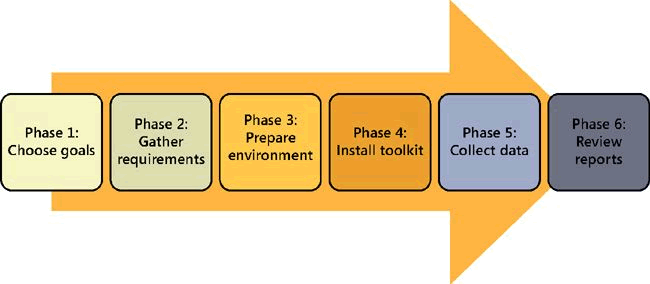 Phase 1:
Choose goals
Phase 2:
Gather
requirements
Phase 3:
Prepare
environment
Phase 4:
Install toolkit
Phase 5:
Collect data
Phase 6:
Review
reports